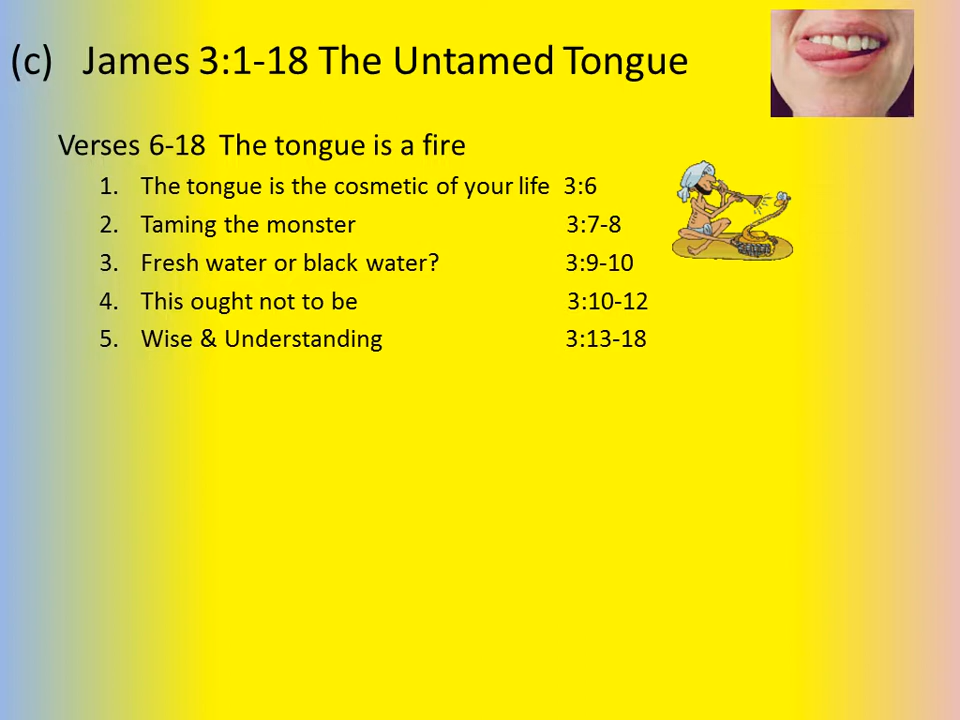 (c) James 3:1-18 The Untamed Tongue
Verses 6-18 The tongue is a fire
1. The tongue is the cosmetic of your life 3:6
2. Taming the monster 3:7-8
3. Fresh water or black water? 3:9-10
4. This ought not to be 3:10-12
5. Wise & Understanding 3:13-18